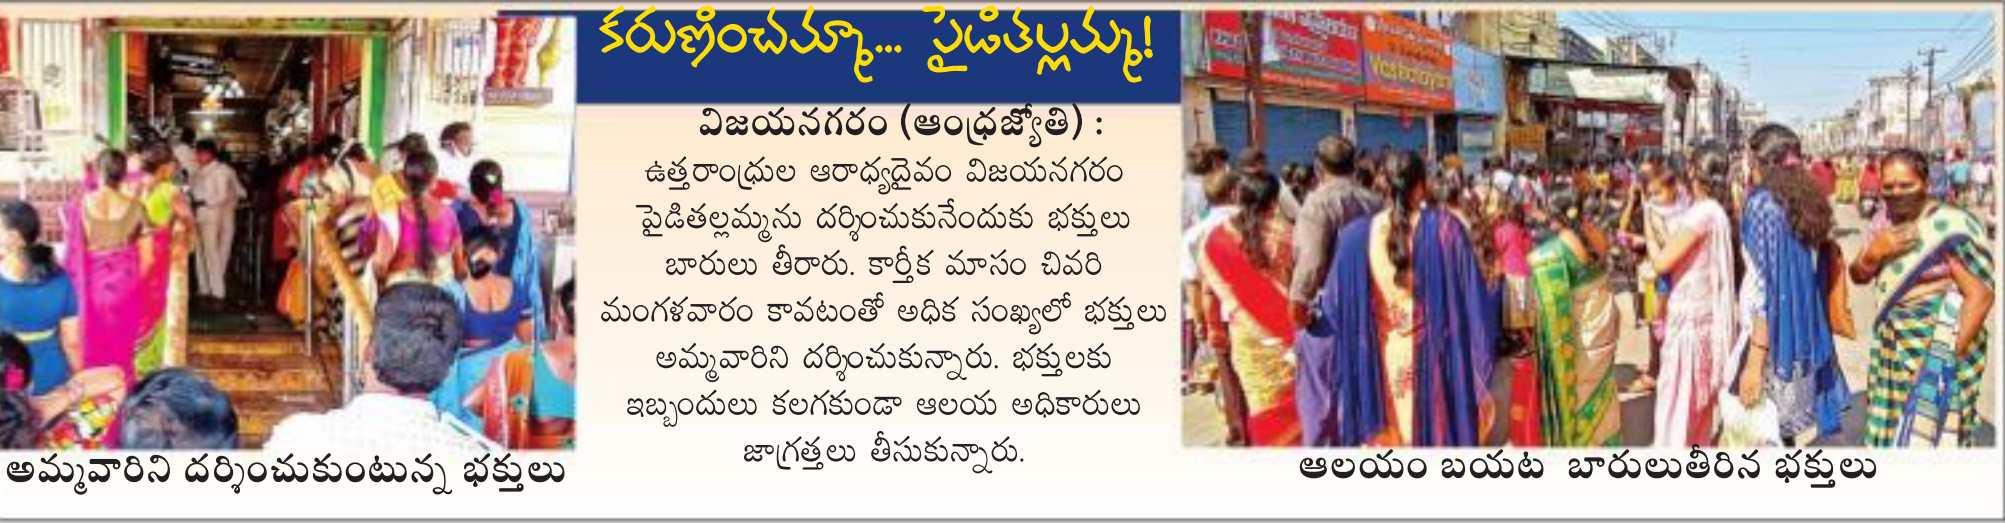 కరుణించమ్మా... పైడితల్లమ్మ!
విజయనగరం (ఆంధ్రజ్యోతి) :
ఉత్తరాంధ్రుల ఆరాధ్యదైవం విజయనగరం
పైడితల్లమ్మను దర్శించుకునేందుకు భక్తులు
బారులు తీరారు. కార్తీక మాసం చివరి
మంగళవారం కావటంతో అధిక సంఖ్యలో భక్తులు
అమ్మవారిని దర్శించుకున్నారు. భక్తులకు
ఇబ్బందులు కలగకుండా ఆలయ అధికారులు
జాగ్రత్తలు తీసుకున్నారు.
అమ్మవారిని దర్శించుకుంటున్న భక్తులు
ఆలయం బయట బారులుతీరిన భక్తులు